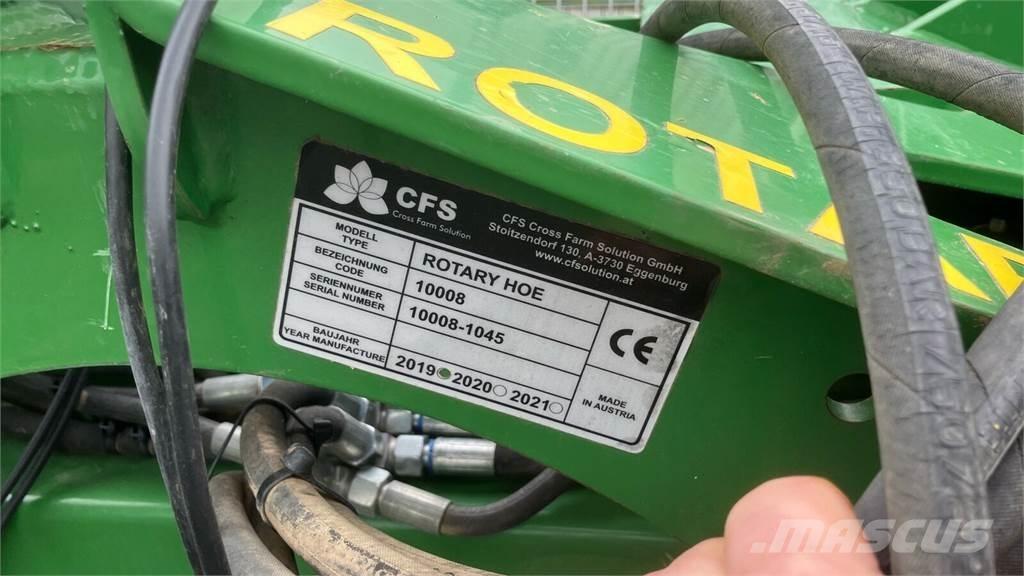 ROTA
CFS
Cross Farm Solution
CFS Cross Farm Solution GmbH
Stoitzendorf 130, A-3730 Eggenburg
www.cfsolution.at
MODELL
TYPE
ROTARY HOE
BEZEICHNUNG
CODE
10008
SERIENNUMER
SERIAL NUMBER
10008-1045
BAUJAHR
YEAR MANUFACTURE
2019 2020 2021
CE
MADE
IN AUSTRIA
MASCUS